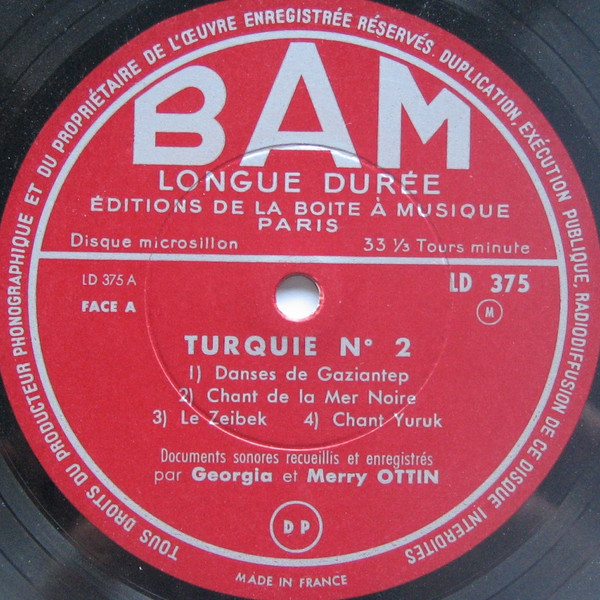 TOUS DROITS DU PRODUCTEUR PHONOGRAPHIQUE ET DU PROPRIÉTAIRE DE L'ŒUVRE ENREGISTRÉE RÉSERVÉS. DUPLICATION, EXÉCUTION PUBLIQUE, RADIODIFFUSION DE CE DISQUE INTERDITES
BAM
LONGUE DURÉE
ÉDITIONS DE LA BOITE À MUSIQUE
PARIS
Disque microsillon 33 ⅓ Tours minute
LD 375 A LD 375
FACE A M
TURQUIE N° 2
1) Danses de Gaziantep
2) Chant de la Mer Noire
3) Le Zeibek 4) Chant Yuruk
Documents sonores recueillis et enregistrés
par Georgia et Merry OTTIN
DP
MADE IN FRANCE